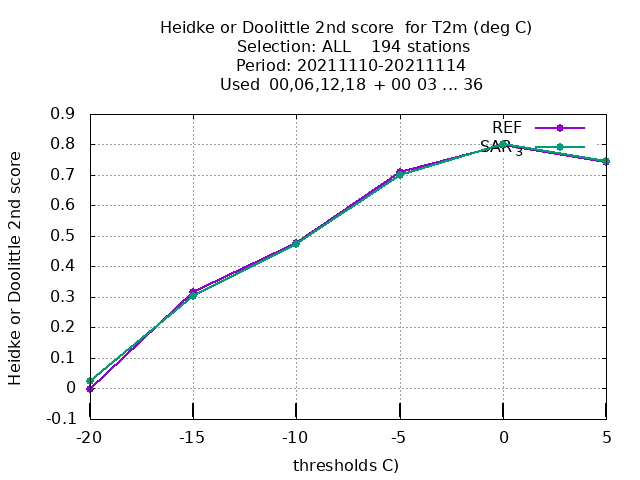 Heidke or Doolittle 2nd score  for T2m (deg C)
Selection: ALL    194 stations
Period: 20211110-20211114
Used  00,06,12,18  + 00 03 ... 36
REF
SAR 3
Heidke or Doolittle 2nd score
0.9
0.8
0.7
0.6
0.5
0.4
0.3
0.2
0.1
0
-0.1
-20 -15 -10 -5 0 5
thresholds C)